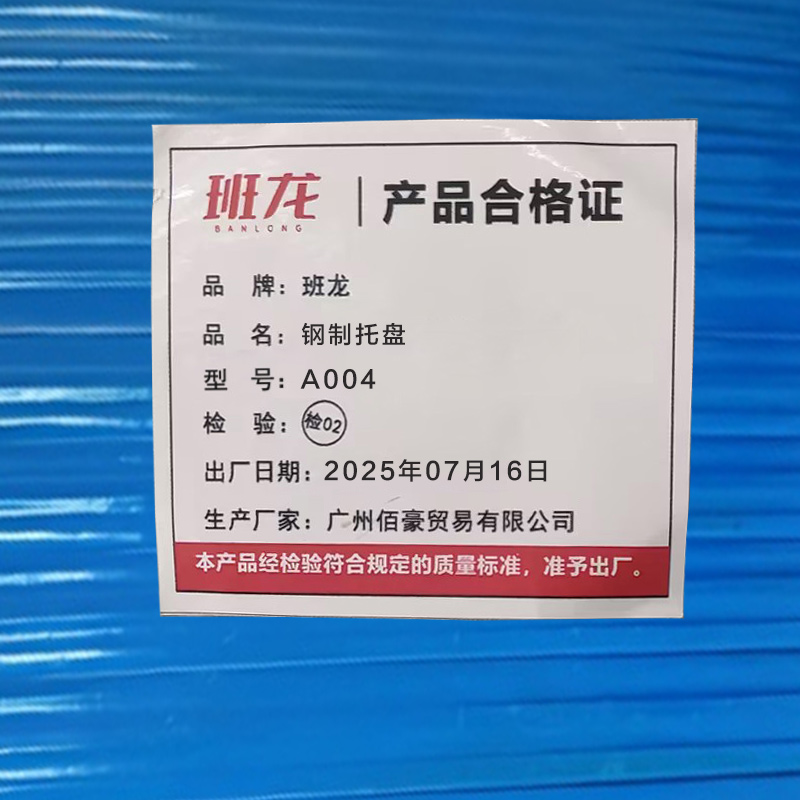 班龙 | 产品合格证
BANLONG
品 牌：班龙
品 名：钢制托盘
型 号：A004
检 验：检02
出厂日期：2025年07月16日
生产厂家：广州佰豪贸易有限公司
本产品经检验符合规定的质量标准，准予出厂。